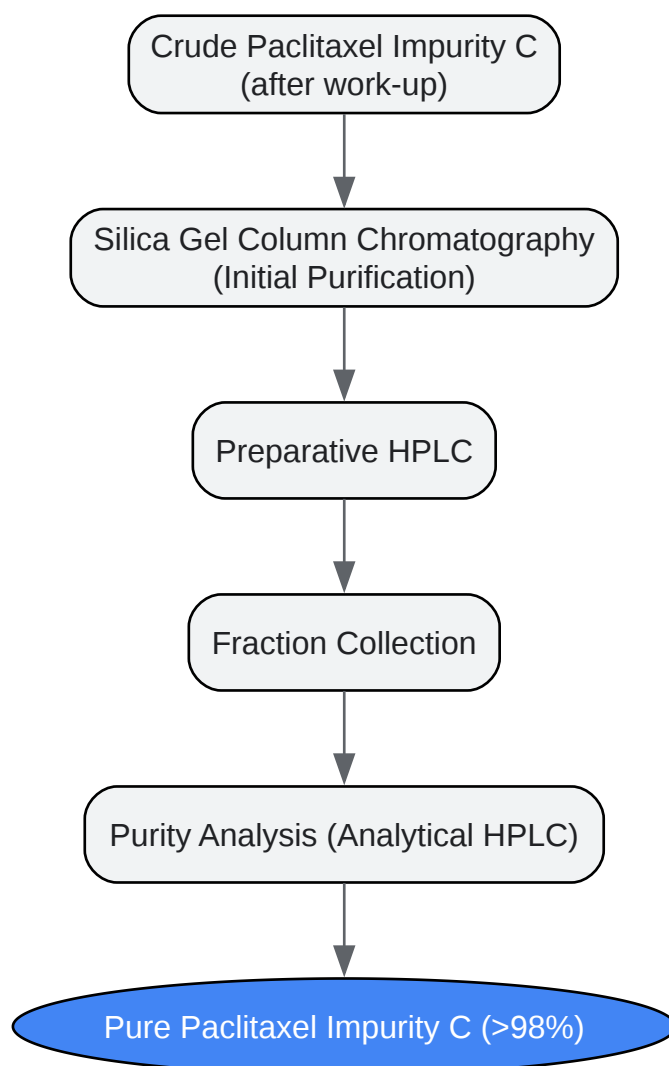 Crude Paclitaxel Impurity C
(after work-up)
Silica Gel Column Chromatography
(Initial Purification)
Preparative HPLC
Fraction Collection
Purity Analysis (Analytical HPLC)
Pure Paclitaxel Impurity C (>98%)